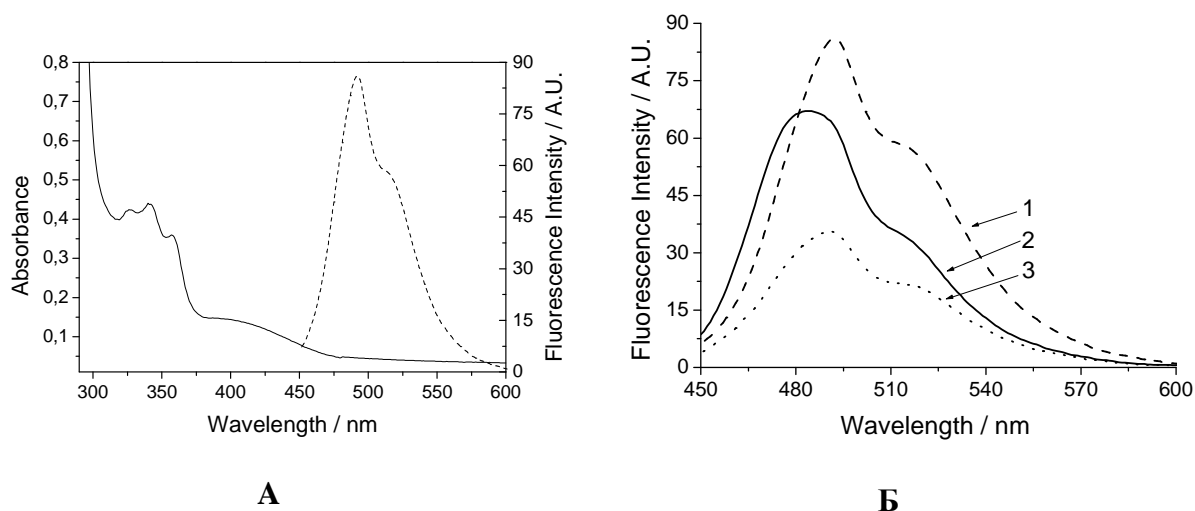 0,8
0,7
0,6
0,5
0,4
0,3
0,2
0,1
Absorbance
90
75
60
45
30
15
0
Fluorescence Intensity / A.U.
300 350 400 450 500 550 600
Wavelength / nm
А
90
75
60
45
30
15
0
Fluorescence Intensity / A.U.
1
2
3
450 480 510 540 570 600
Wavelength / nm
Б